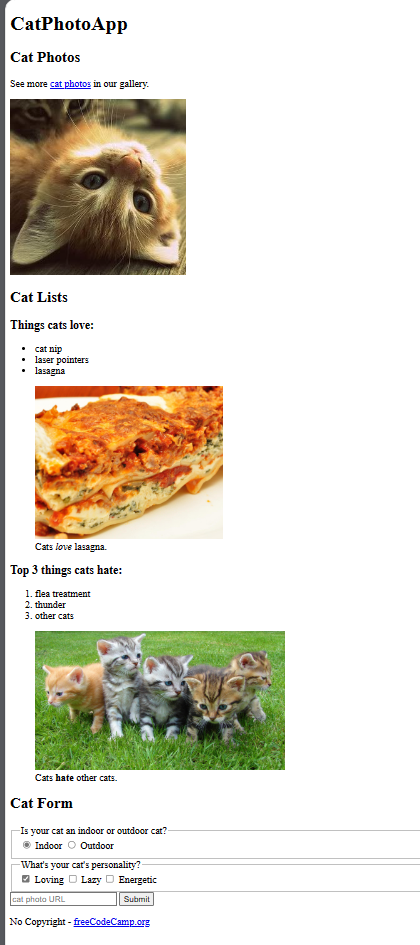 CatPhotoApp
Cat Photos
See more cat photos in our gallery.
Cat Lists
Things cats love:
cat nip
laser pointers
lasagna
Cats love lasagna.
Top 3 things cats hate:
1. flea treatment
2. thunder
3. other cats
Cats hate other cats.
Cat Form
Is your cat an indoor or outdoor cat?
Indoor Outdoor
What's your cat's personality?
Loving Lazy Energetic
cat photo URL Submit
No Copyright - freeCodeCamp.org